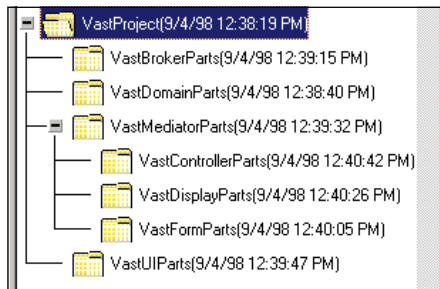 VastProject(9/4/98 12:38:19 PM)
VastBrokerParts(9/4/98 12:39:15 PM)
VastDomainParts(9/4/98 12:38:40 PM)
VastMediatorParts(9/4/98 12:39:32 PM)
VastControllerParts(9/4/98 12:40:42 PM)
VastDisplayParts(9/4/98 12:40:26 PM)
VastFormParts(9/4/98 12:40:05 PM)
VastUIParts(9/4/98 12:39:47 PM)